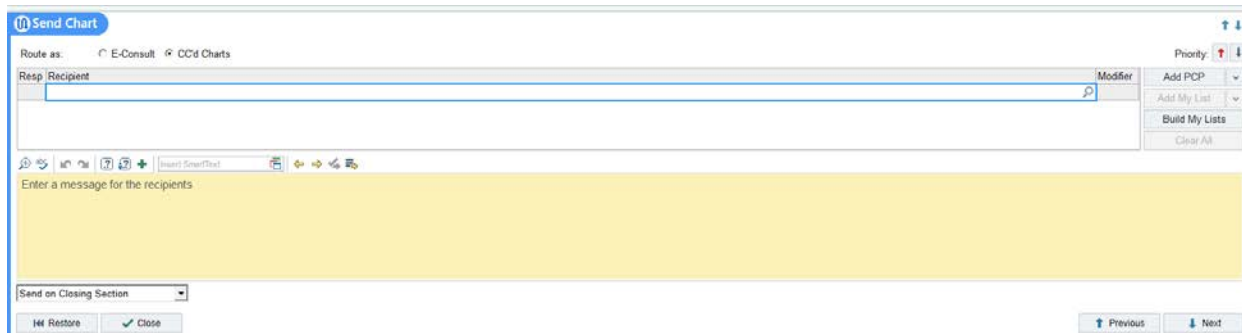 Send Chart
Route as: E-Consult CC'd Charts Priority:
Resp Recipient Modifier Add PCP
Add My List
Build My Lists
Clear All
Insert SmartText
Enter a message for the recipients
Send on Closing Section
Restore Close Previous Next